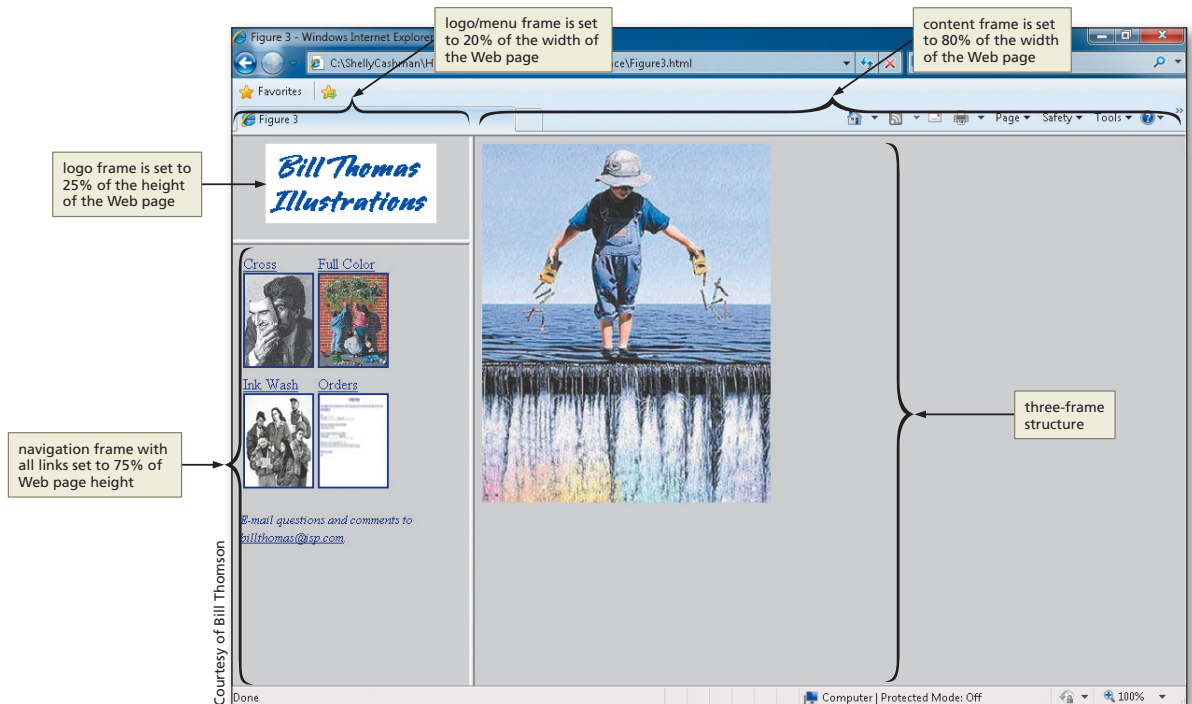 logo/menu frame is set
to 20% of the width of
the Web page
content frame is set
to 80% of the width
of the Web page
Figure 3 - Windows Internet Explorer
C:\ShellyCashman\H
ce\Figure3.html
Favorites
Figure 3
Page
Safety
Tools
logo frame is set to
25% of the height
of the Web page
Bill Thomas
Illustrations
Cross
Full Color
Ink Wash
Orders
three-frame
structure
navigation frame with
all links set to 75% of
Web page height
E-mail questions and comments to
billthomas@isp.com.
Courtesy of Bill Thomson
Done
Computer | Protected Mode: Off
100%